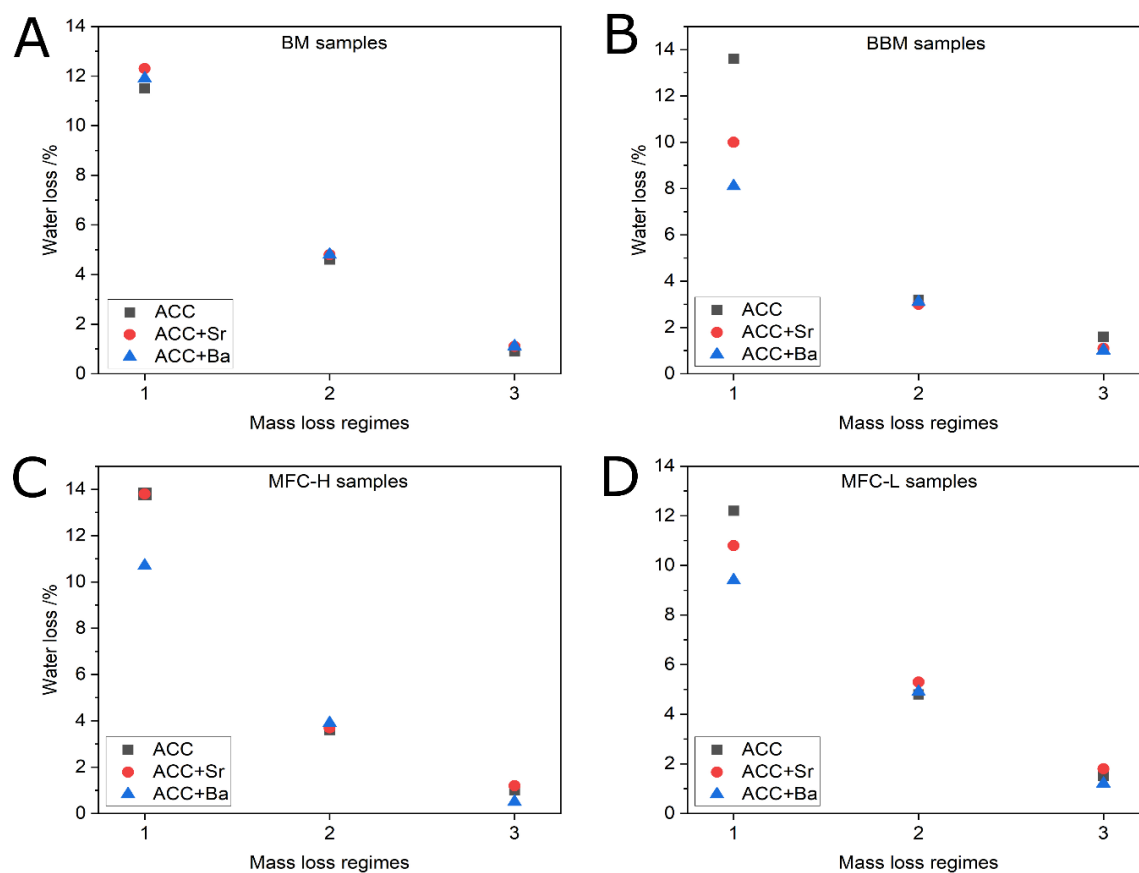 A
BM samples
Water loss /%
14
12
10
8
6
4
2
0
ACC
ACC+Sr
ACC+Ba
1 2 3
Mass loss regimes
B
BBM samples
Water loss /%
14
12
10
8
6
4
2
0
ACC
ACC+Sr
ACC+Ba
1 2 3
Mass loss regimes
C
MFC-H samples
Water loss /%
14
12
10
8
6
4
2
0
ACC
ACC+Sr
ACC+Ba
1 2 3
Mass loss regimes
D
MFC-L samples
Water loss /%
14
12
10
8
6
4
2
0
ACC
ACC+Sr
ACC+Ba
1 2 3
Mass loss regimes